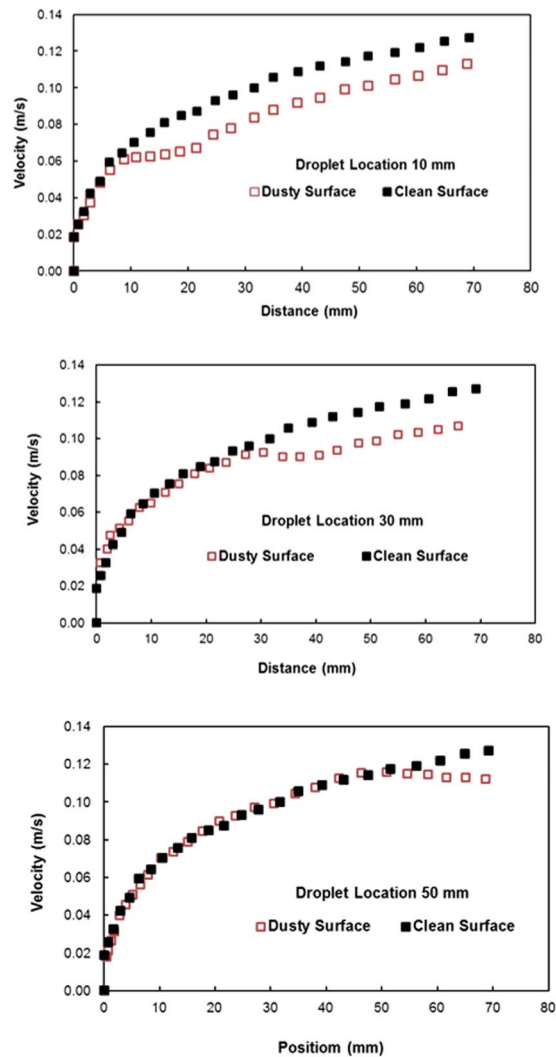 0.14
0.12
0.10
0.08
0.06
0.04
0.02
0.00
Velocity (m/s)
Droplet Location 10 mm
Dusty Surface Clean Surface
0 10 20 30 40 50 60 70 80
Distance (mm)
0.14
0.12
0.10
0.08
0.06
0.04
0.02
0.00
Velocity (m/s)
Droplet Location 30 mm
Dusty Surface Clean Surface
0 10 20 30 40 50 60 70 80
Distance (mm)
0.14
0.12
0.10
0.08
0.06
0.04
0.02
0.00
Velocity (m/s)
Droplet Location 50 mm
Dusty Surface Clean Surface
0 10 20 30 40 50 60 70 80
Positiom (mm)